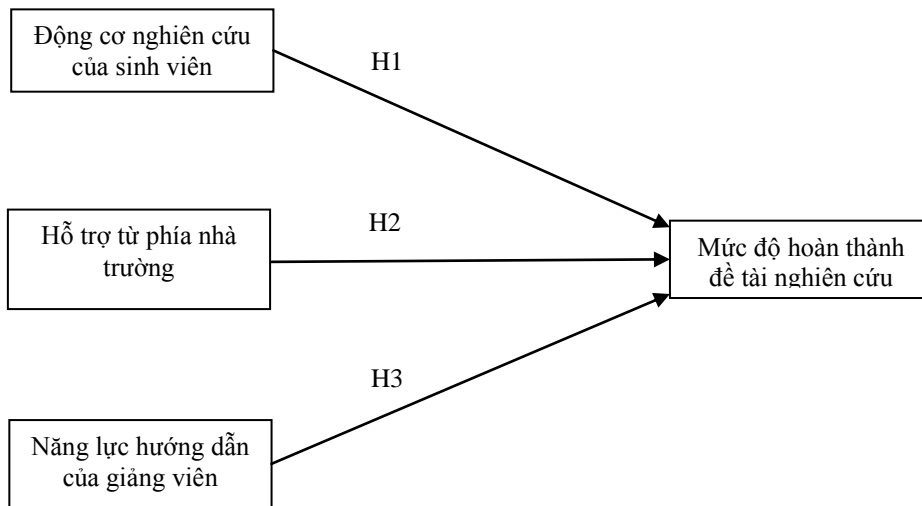 Động cơ nghiên cứu
của sinh viên
H1
Hỗ trợ từ phía nhà
trường
H2
Mức độ hoàn thành
đề tài nghiên cứu
H3
Năng lực hướng dẫn
của giảng viên